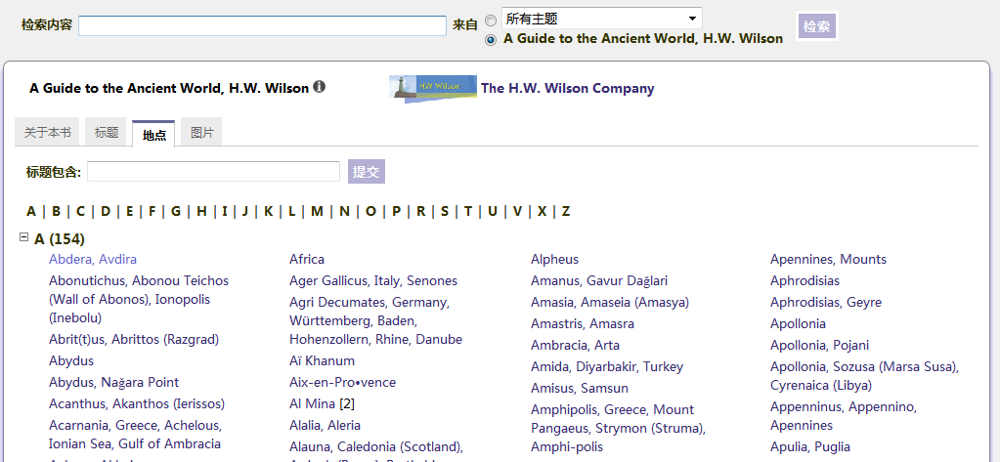 检索内容 来自 所有主题 检索
A Guide to the Ancient World, H.W. Wilson
A Guide to the Ancient World, H.W. Wilson HW Wilson The H.W. Wilson Company
关于本书 标题 地点 图片
标题包含: 提交
A | B | C | D | E | F | G | H | I | J | K | L | M | N | O | P | R | S | T | U | V | X | Z
A (154)
Abdera, Avdira
Abonutichus, Abonou Teichos
(Wall of Abonos), Ionopolis
(Inebolu)
Abrit(t)us, Abrittos (Razgrad)
Abydus
Abydus, Nağara Point
Acanthus, Akanthos (Ierissos)
Acarnania, Greece, Achelous,
Ionian Sea, Gulf of Ambracia
Africa
Ager Gallicus, Italy, Senones
Agri Decumates, Germany,
Württemberg, Baden,
Hohenzollern, Rhine, Danube
Aï Khanum
Aix-en-Pro•vence
Al Mina [2]
Alalia, Aleria
Alauna, Caledonia (Scotland),
Alpheus
Amanus, Gavur Dağlari
Amasia, Amaseia (Amasya)
Amastris, Amasra
Ambracia, Arta
Amida, Diyarbakir, Turkey
Amisus, Samsun
Amphipolis, Greece, Mount
Pangaeus, Strymon (Struma),
Amphi-polis
Apennines, Mounts
Aphrodisias
Aphrodisias, Geyre
Apollonia
Apollonia, Pojani
Apollonia, Sozusa (Marsa Susa),
Cyrenaica (Libya)
Appenninus, Appennino,
Apennines
Apulia, Puglia